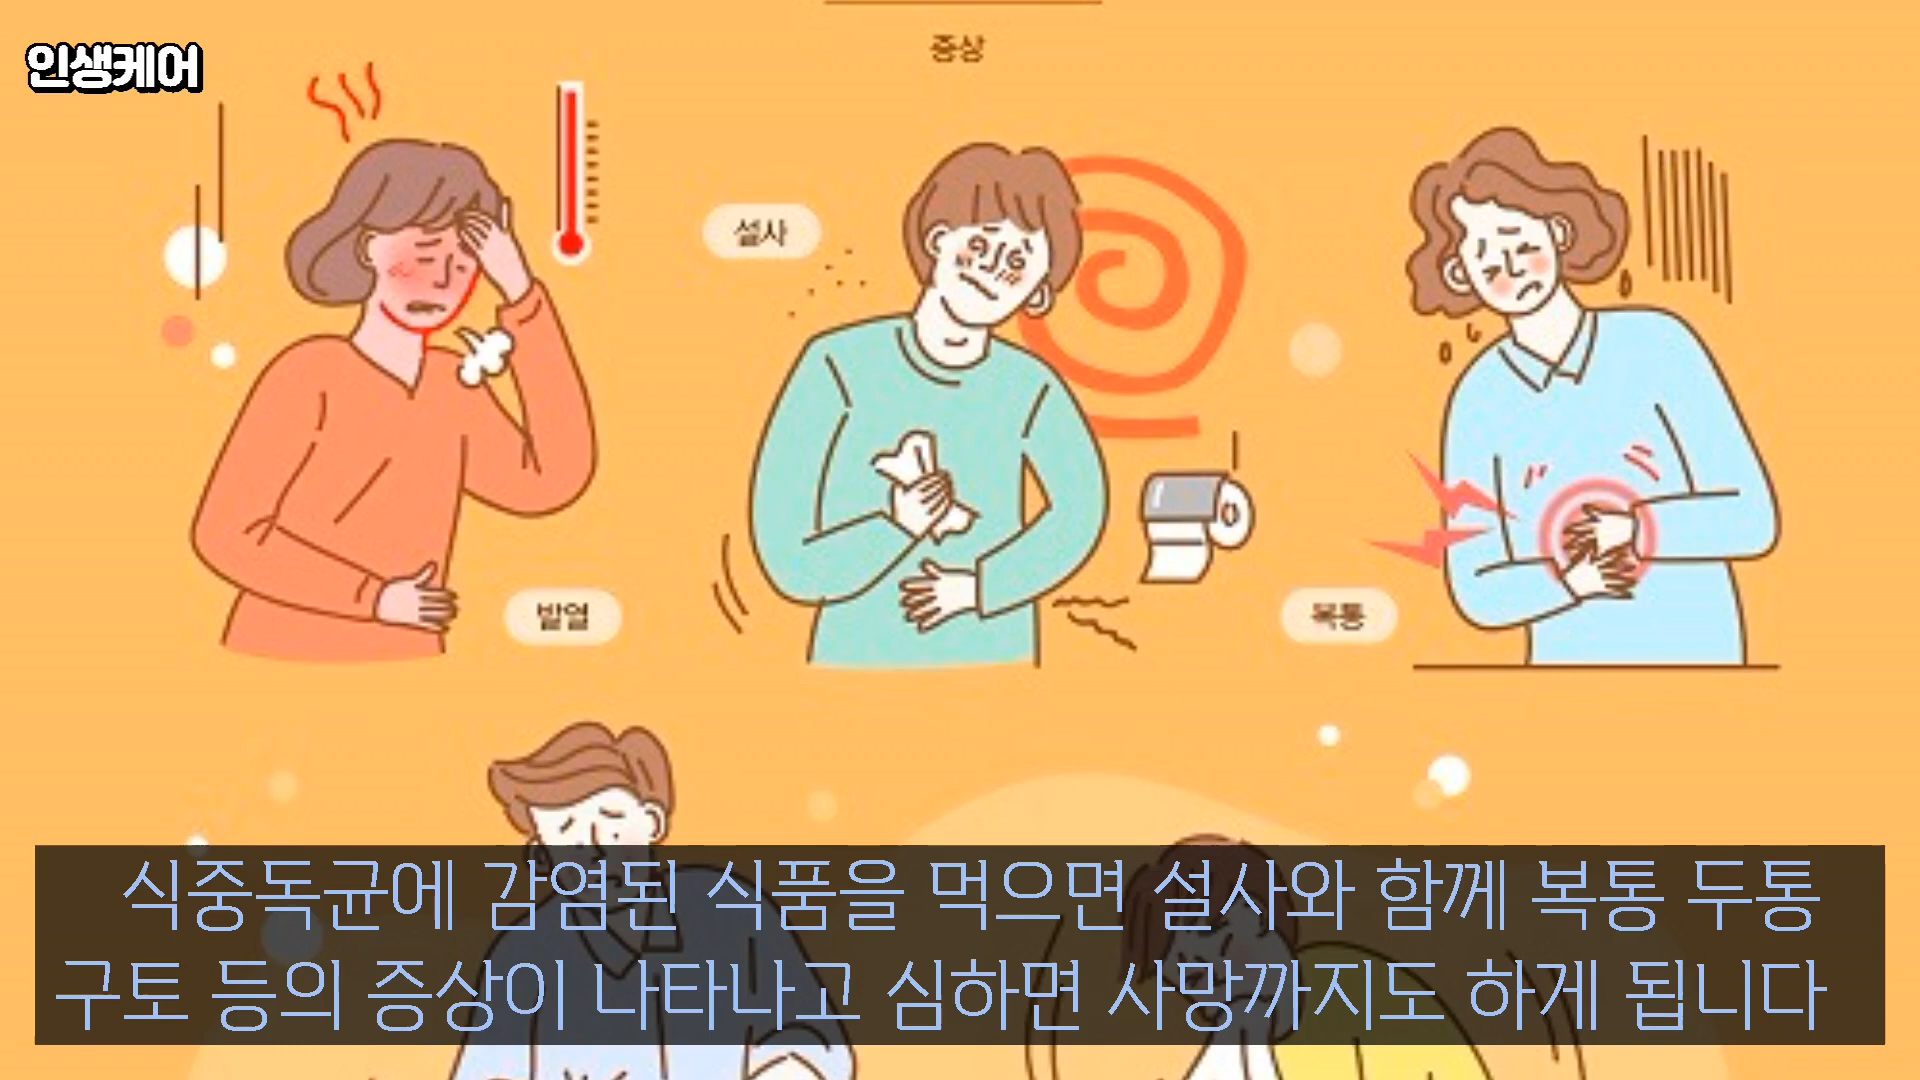 인생케어
증상
설사
발열
복통
식중독균에 감염된 식품을 먹으면 설사와 함께 복통 두통
구토 등의 증상이 나타나고 심하면 사망까지도 하게 됩니다